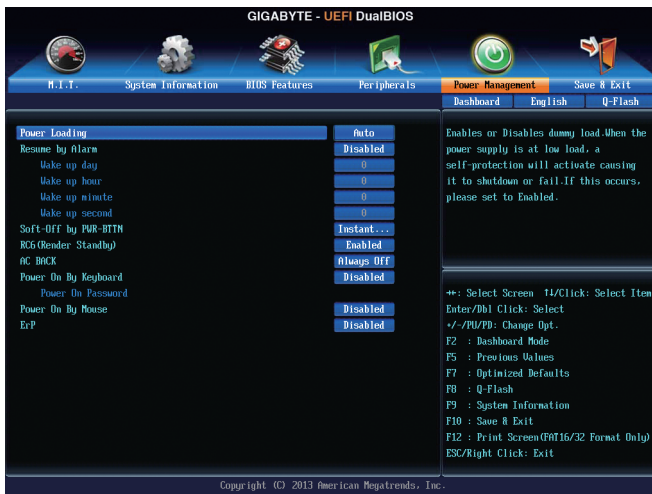 GIGABYTE - UEFI DualBIOS
M.I.T.
System Information
BIOS Features
Peripherals
Power Management
Save & Exit
Dashboard
English
Q-Flash
Power Loading Auto
Resume by Alarm Disabled
Wake up day 0
Wake up hour 0
Wake up minute 0
Wake up second 0
Soft-Off by PWR-BTTN Instant...
RC6(Render Standby) Enabled
AC BACK Always Off
Power On By Keyboard Disabled
Power On Password
Power On By Mouse Disabled
ErP Disabled
Enables or Disables dummy load.When the
power supply is at low load, a
self-protection will activate causing
it to shutdown or fail.If this occurs,
please set to Enabled.
→←: Select Screen ↑↓/Click: Select Item
Enter/Dbl Click: Select
+/-/PU/PD: Change Opt.
F2 : Dashboard Mode
F5 : Previous Values
F7 : Optimized Defaults
F8 : Q-Flash
F9 : System Information
F10 : Save & Exit
F12 : Print Screen(FAT16/32 Format Only)
ESC/Right Click: Exit
Copyright (C) 2013 American Megatrends, Inc.